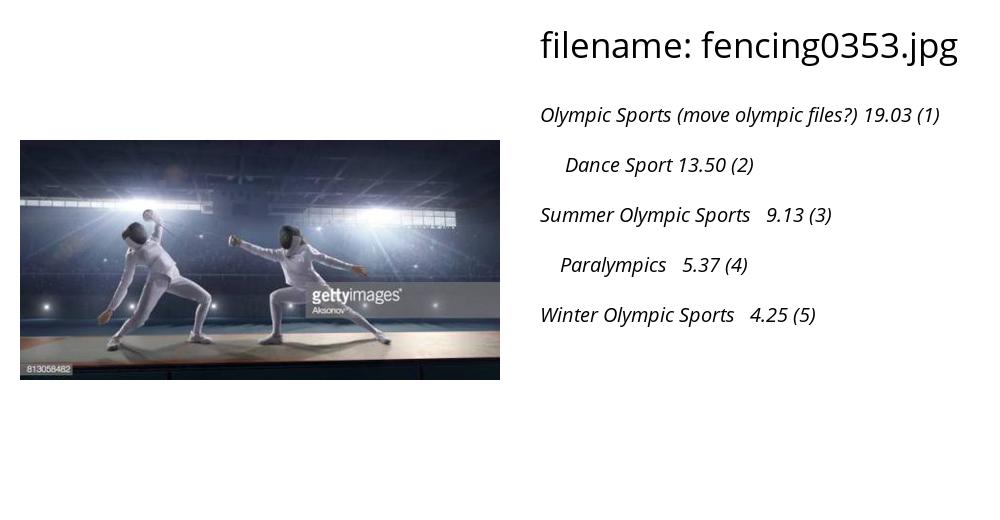 filename: fencing0353.jpg
Olympic Sports (move olympic files?) 19.03 (1)
Dance Sport 13.50 (2)
Summer Olympic Sports 9.13 (3)
Paralympics 5.37 (4)
Winter Olympic Sports 4.25 (5)
gettyimages®
Aksonov
813058482